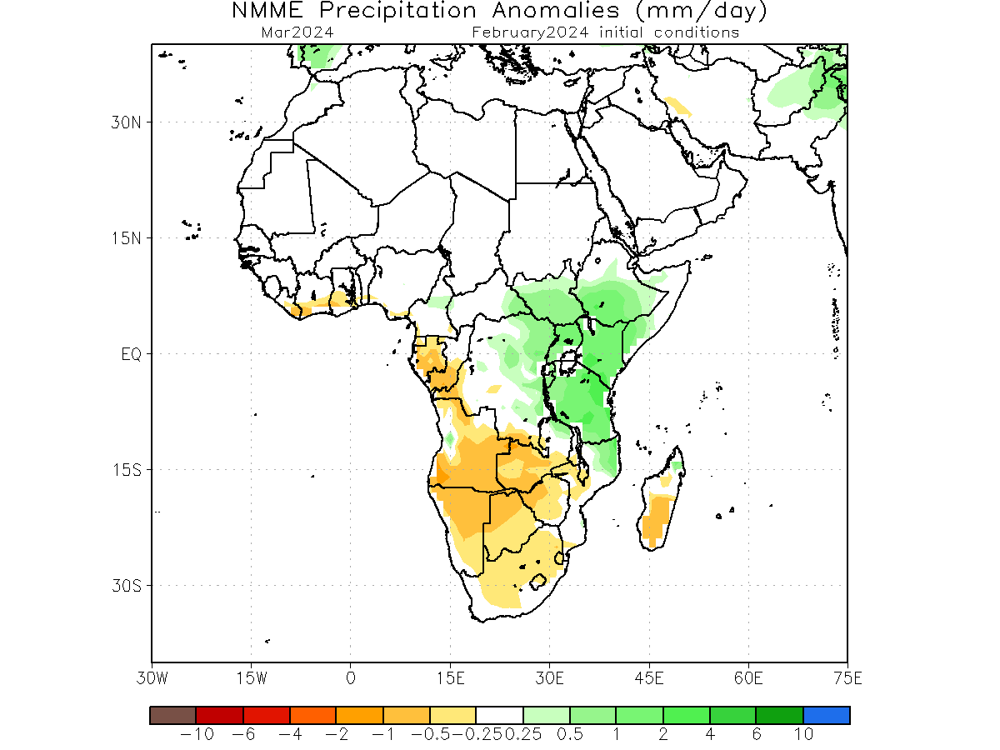 NMME Precipitation Anomalies (mm/day)
Mar2024 February2024 initial conditions
30N
15N
EQ
15S
30S
30W 15W 0 15E 30E 45E 60E 75E
-10 -6 -4 -2 -1 -0.5 -0.25 0.25 0.5 1 2 4 6 10